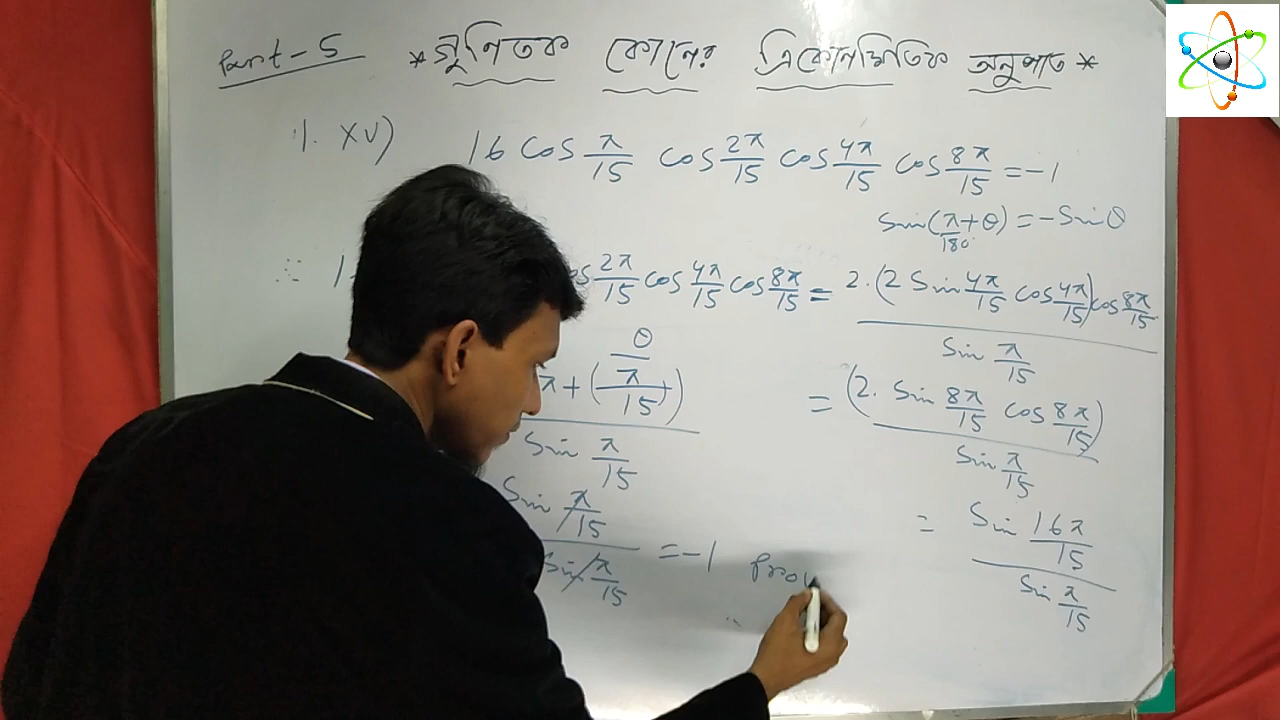 Part-5 *গুণিতক কোনের ত্রিকোনমিতিক অনুপাত*
1. xv) 16 cos π/15 cos 2π/15 cos 4π/15 cos 8π/15 = -1
sin(π+θ) = -sinθ
180°
∴ 1 os 2π/15 cos 4π/15 cos 8π/15 = 2.(2 sin 4π/15 cos 4π/15) cos 8π/15 / sin π/15
= (2. sin 8π/15 cos 8π/15) / sin π/15
= sin 16π/15 / sin π/15
θ
π + (π/15) / sin π/15
sin π/15 / sin π/15 = -1 Prov